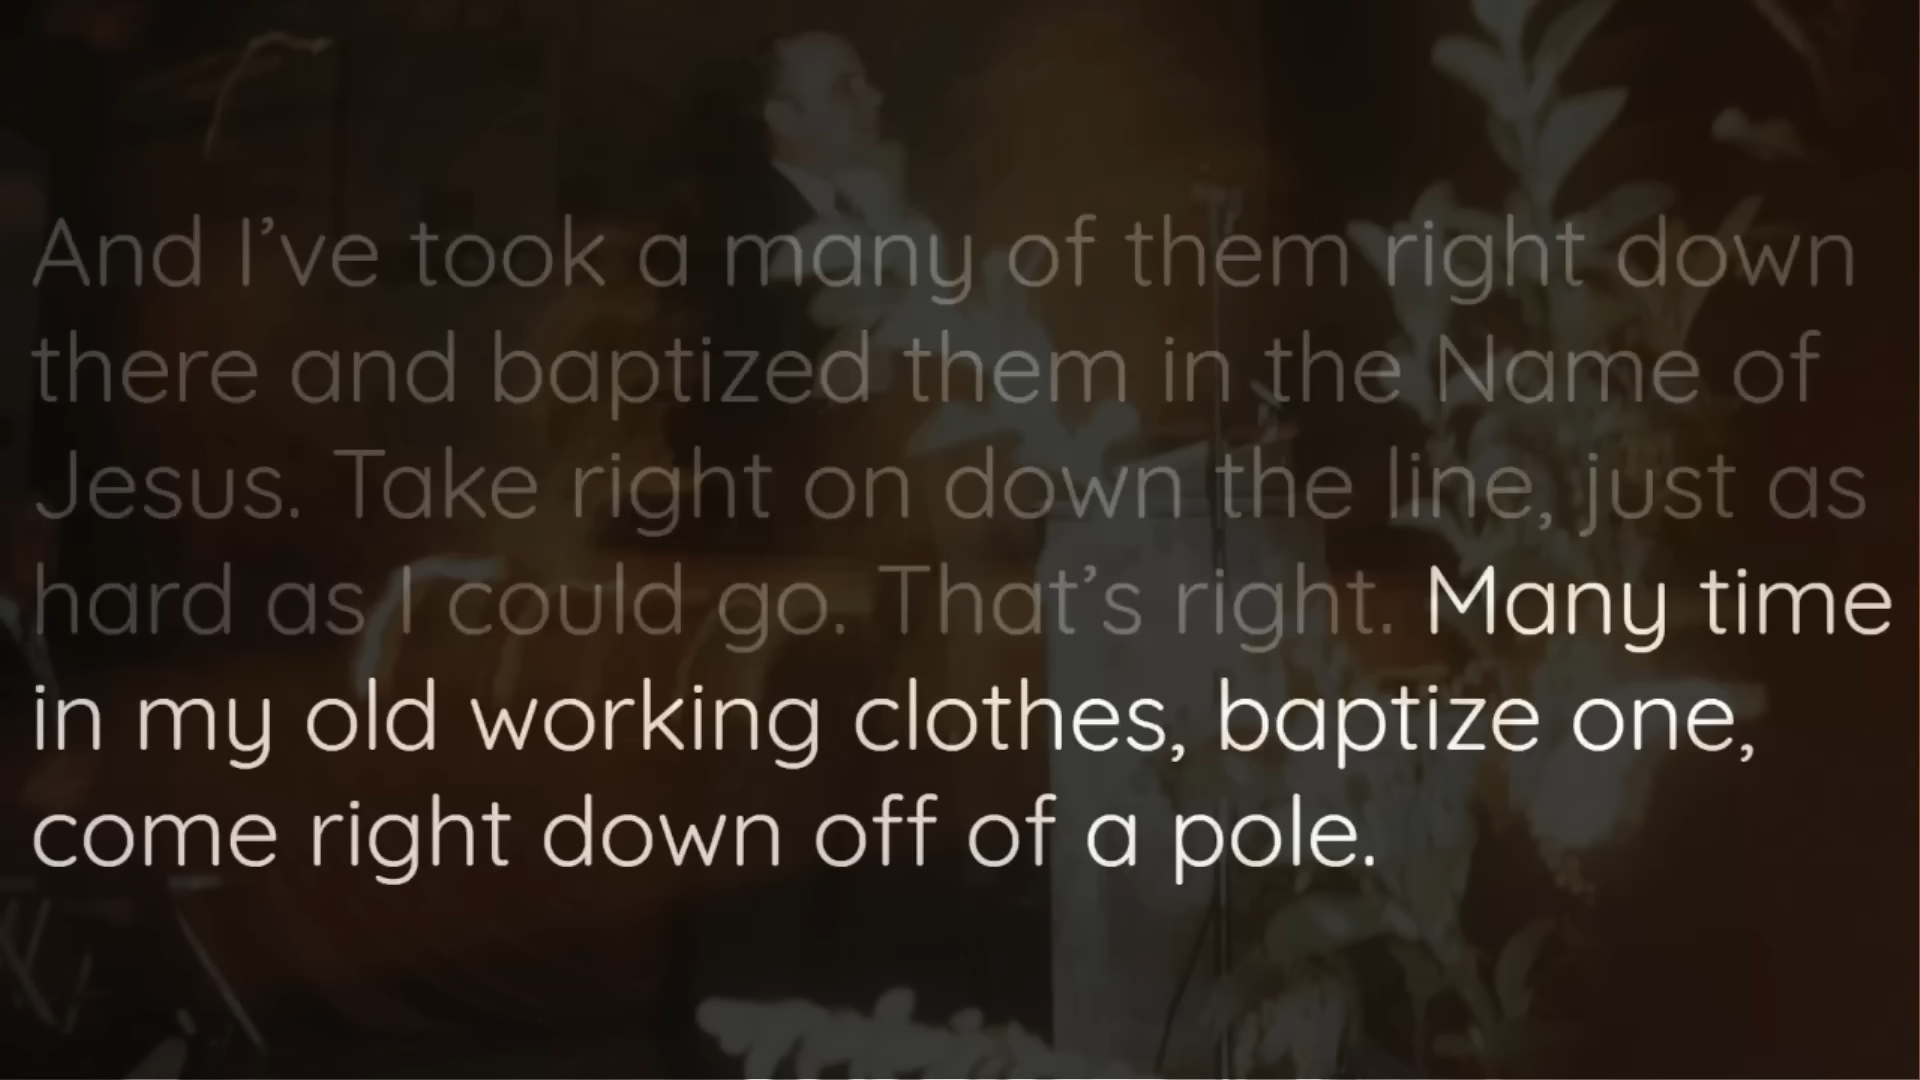 And I’ve took a many of them right down
there and baptized them in the Name of
Jesus. Take right on down the line, just as
hard as I could go. That’s right. Many time
in my old working clothes, baptize one,
come right down off of a pole.